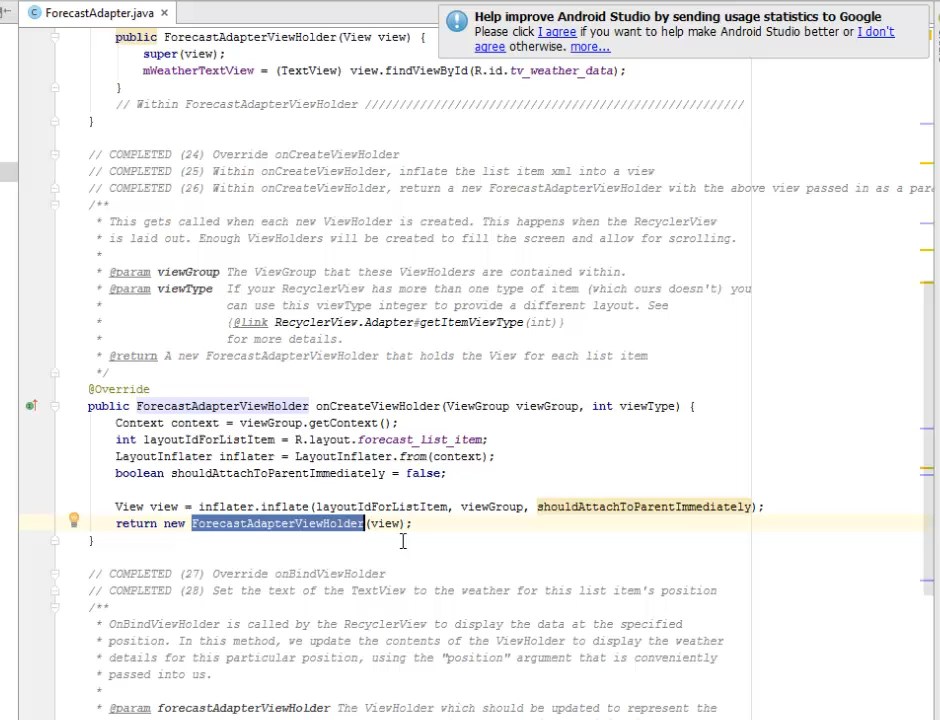 ForecastAdapter.java ×
Help improve Android Studio by sending usage statistics to Google
Please click I agree if you want to help make Android Studio better or I don't
agree otherwise. more...
public ForecastAdapterViewHolder(View view) {
super(view);
mWeatherTextView = (TextView) view.findViewById(R.id.tv_weather_data);
}
// Within ForecastAdapterViewHolder ///////////////////////////////////////////////////////
}
// COMPLETED (24) Override onCreateViewHolder
// COMPLETED (25) Within onCreateViewHolder, inflate the list item xml into a view
// COMPLETED (26) Within onCreateViewHolder, return a new ForecastAdapterViewHolder with the above view passed in as a para
/**
* This gets called when each new ViewHolder is created. This happens when the RecyclerView
* is laid out. Enough ViewHolders will be created to fill the screen and allow for scrolling.
*
* @param viewGroup The ViewGroup that these ViewHolders are contained within.
* @param viewType If your RecyclerView has more than one type of item (which ours doesn't) you
* can use this viewType integer to provide a different layout. See
* {@link RecyclerView.Adapter#getItemViewType(int)}
* for more details.
* @return A new ForecastAdapterViewHolder that holds the View for each list item
*/
@Override
public ForecastAdapterViewHolder onCreateViewHolder(ViewGroup viewGroup, int viewType) {
Context context = viewGroup.getContext();
int layoutIdForListItem = R.layout.forecast_list_item;
LayoutInflater inflater = LayoutInflater.from(context);
boolean shouldAttachToParentImmediately = false;
View view = inflater.inflate(layoutIdForListItem, viewGroup, shouldAttachToParentImmediately);
return new ForecastAdapterViewHolder(view);
}
// COMPLETED (27) Override onBindViewHolder
// COMPLETED (28) Set the text of the TextView to the weather for this list item's position
/**
* OnBindViewHolder is called by the RecyclerView to display the data at the specified
* position. In this method, we update the contents of the ViewHolder to display the weather
* details for this particular position, using the "position" argument that is conveniently
* passed into us.
*
* @param forecastAdapterViewHolder The ViewHolder which should be updated to represent the